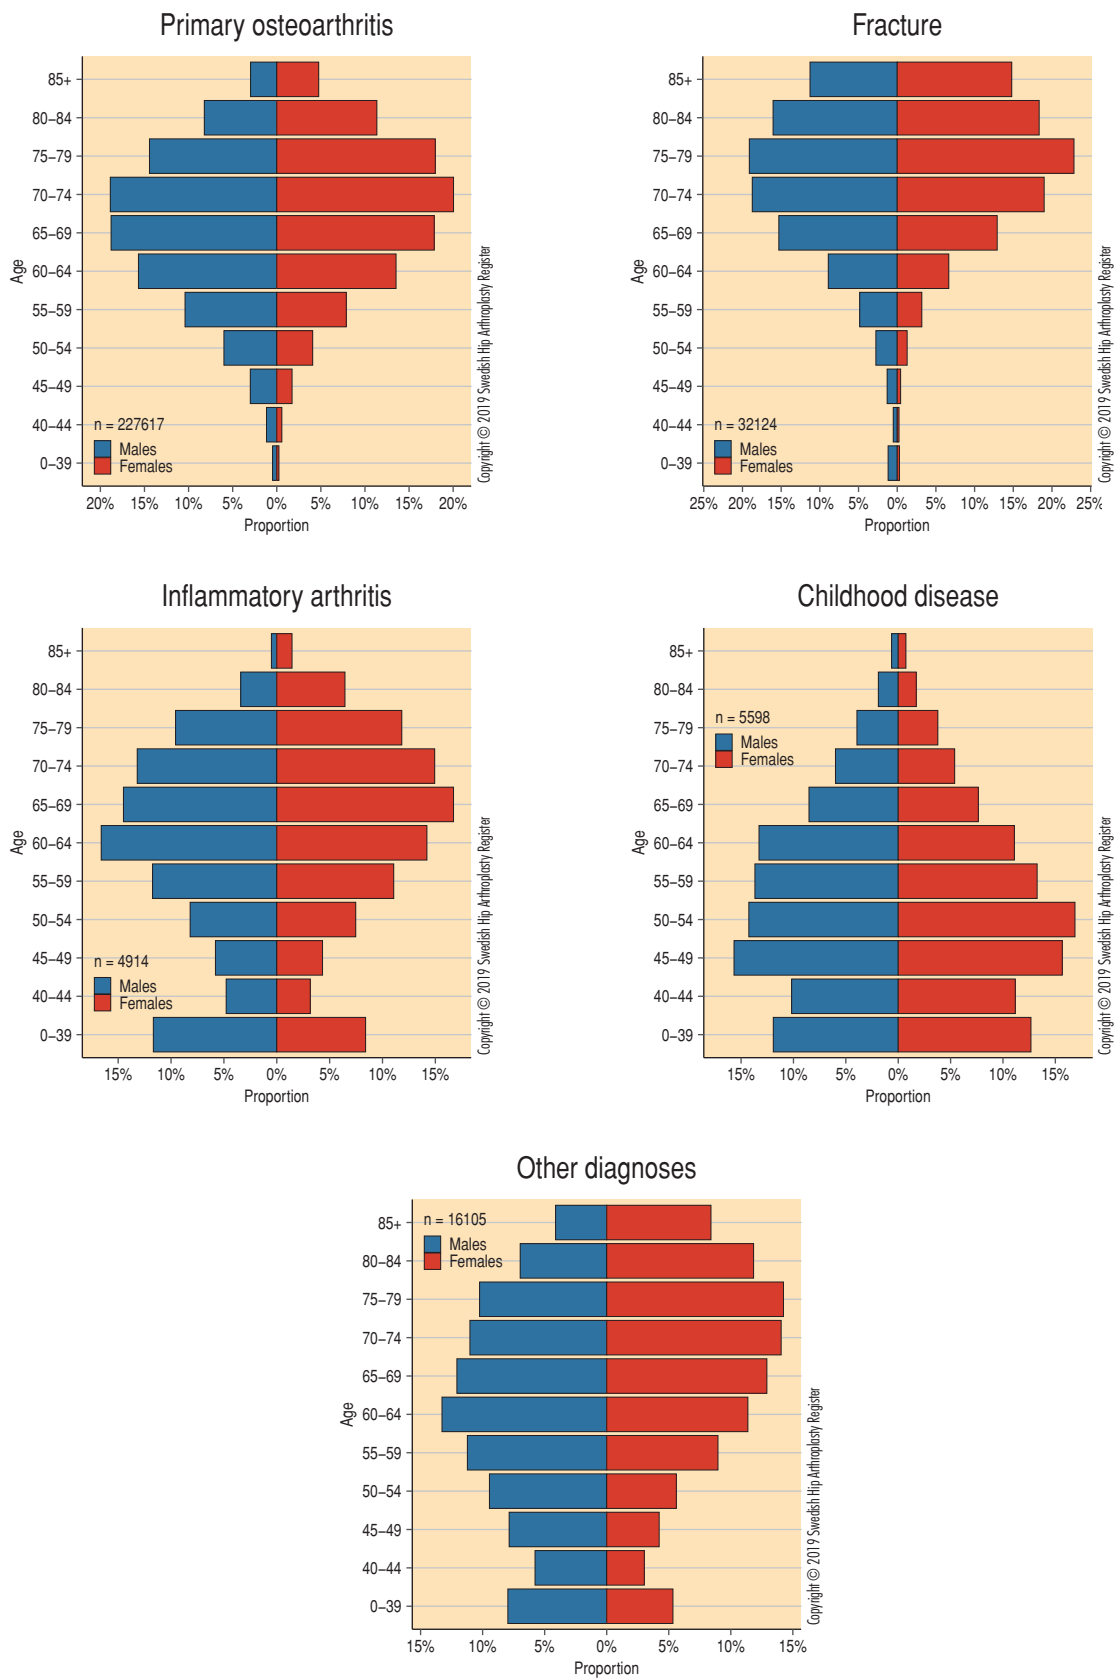 Primary osteoarthritis
85+
80–84
75–79
70–74
65–69
60–64
55–59
50–54
45–49
40–44
0–39
Age
n = 227617
Males
Females
20% 15% 10% 5% 0% 5% 10% 15% 20%
Proportion
Copyright © 2019 Swedish Hip Arthroplasty Register
Fracture
85+
80–84
75–79
70–74
65–69
60–64
55–59
50–54
45–49
40–44
0–39
Age
n = 32124
Males
Females
25% 20% 15% 10% 5% 0% 5% 10% 15% 20% 25%
Proportion
Copyright © 2019 Swedish Hip Arthroplasty Register
Inflammatory arthritis
85+
80–84
75–79
70–74
65–69
60–64
55–59
50–54
45–49
40–44
0–39
Age
n = 4914
Males
Females
15% 10% 5% 0% 5% 10% 15%
Proportion
Copyright © 2019 Swedish Hip Arthroplasty Register
Childhood disease
85+
80–84
75–79
70–74
65–69
60–64
55–59
50–54
45–49
40–44
0–39
Age
n = 5598
Males
Females
15% 10% 5% 0% 5% 10% 15%
Proportion
Copyright © 2019 Swedish Hip Arthroplasty Register
Other diagnoses
85+
80–84
75–79
70–74
65–69
60–64
55–59
50–54
45–49
40–44
0–39
Age
n = 16105
Males
Females
15% 10% 5% 0% 5% 10% 15%
Proportion
Copyright © 2019 Swedish Hip Arthroplasty Register